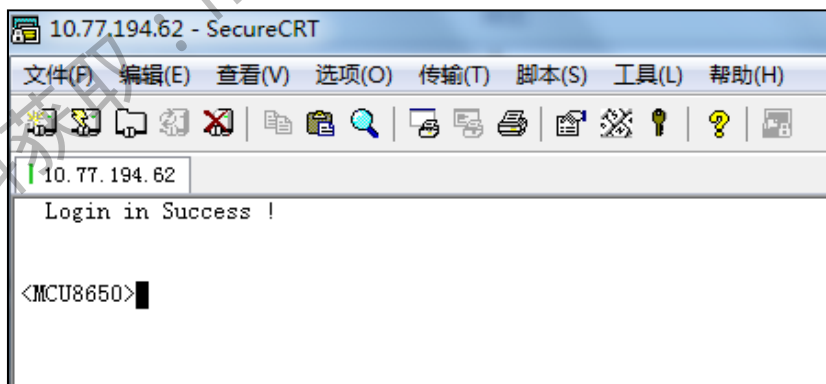 10.77.194.62 - SecureCRT
文件(F) 编辑(E) 查看(V) 选项(O) 传输(T) 脚本(S) 工具(L) 帮助(H)
10.77.194.62
Login in Success !
<MCU8650>